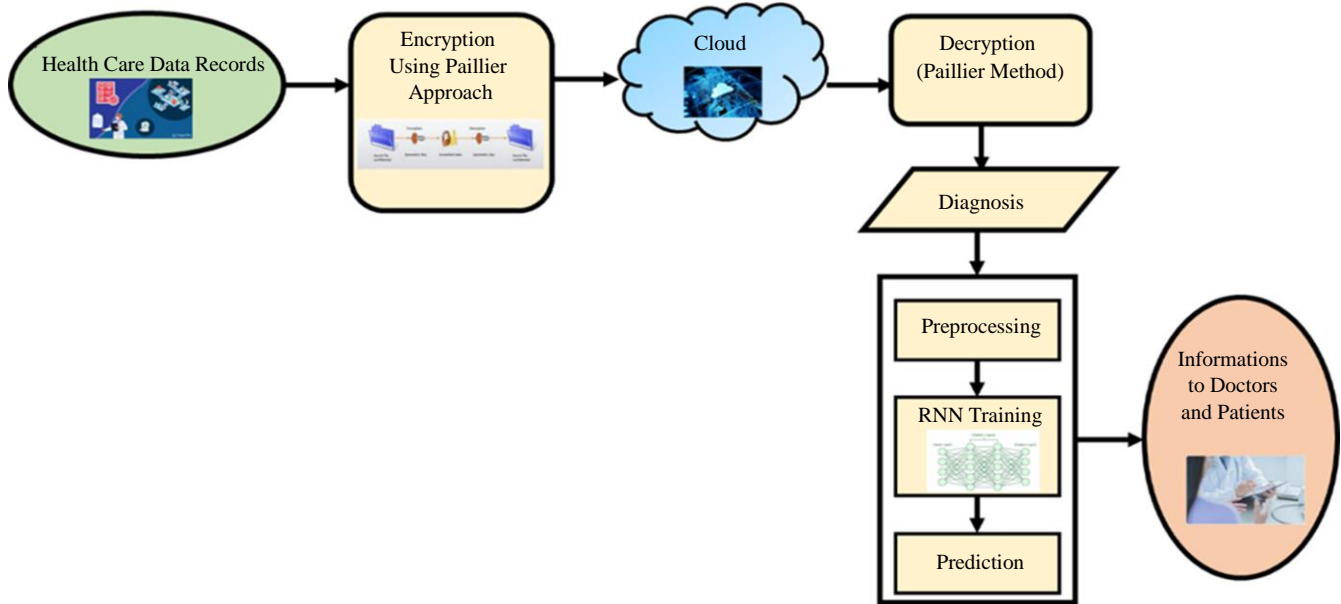 Health Care Data Records
Encryption
Using Paillier
Approach
Cloud
Decryption
(Paillier Method)
Diagnosis
Preprocessing
RNN Training
Prediction
Informations
to Doctors
and Patients